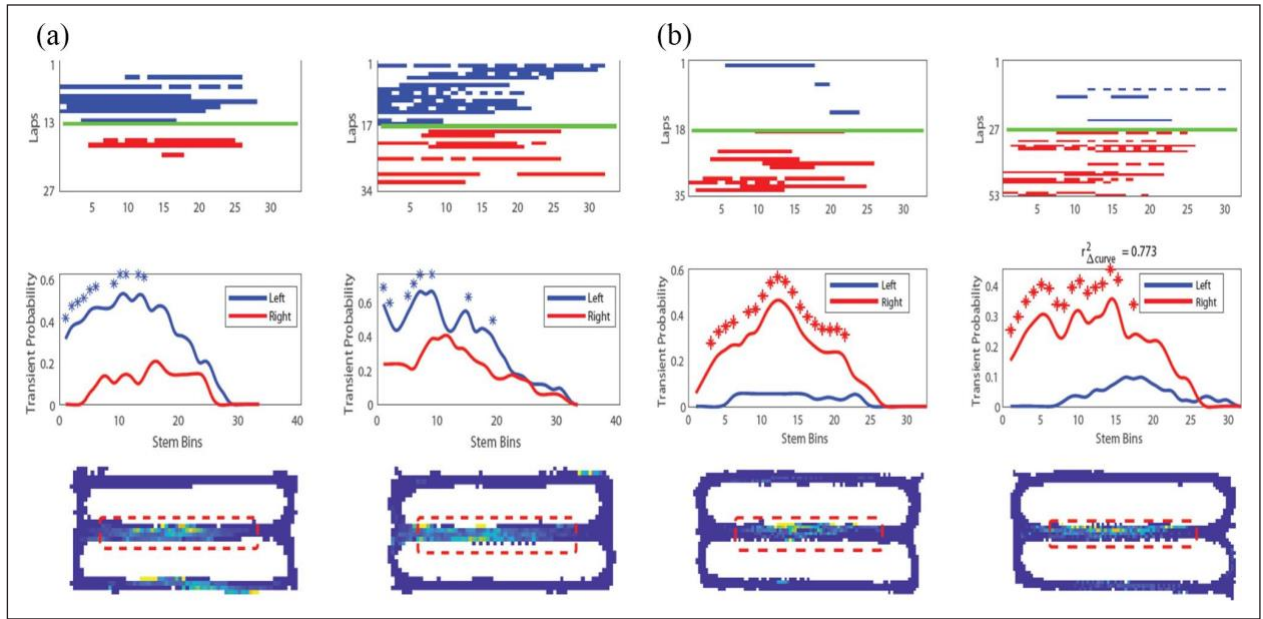 (a)
(b)
1
Laps
13
27
5 10 15 20 25 30
1
Laps
17
34
5 10 15 20 25 30
1
Laps
18
35
5 10 15 20 25 30
1
Laps
27
53
5 10 15 20 25 30
Transient Probability
0.6
0.4
0.2
0
0 10 20 30 40
Stem Bins
Left
Right
Transient Probability
0.6
0.4
0.2
0
0 10 20 30 40
Stem Bins
Left
Right
Transient Probability
0.6
0.4
0.2
0
0 5 10 15 20 25 30
Stem Bins
Left
Right
r²Δcurve = 0.773
Transient Probability
0.4
0.3
0.2
0.1
0
0 5 10 15 20 25 30
Stem Bins
Left
Right